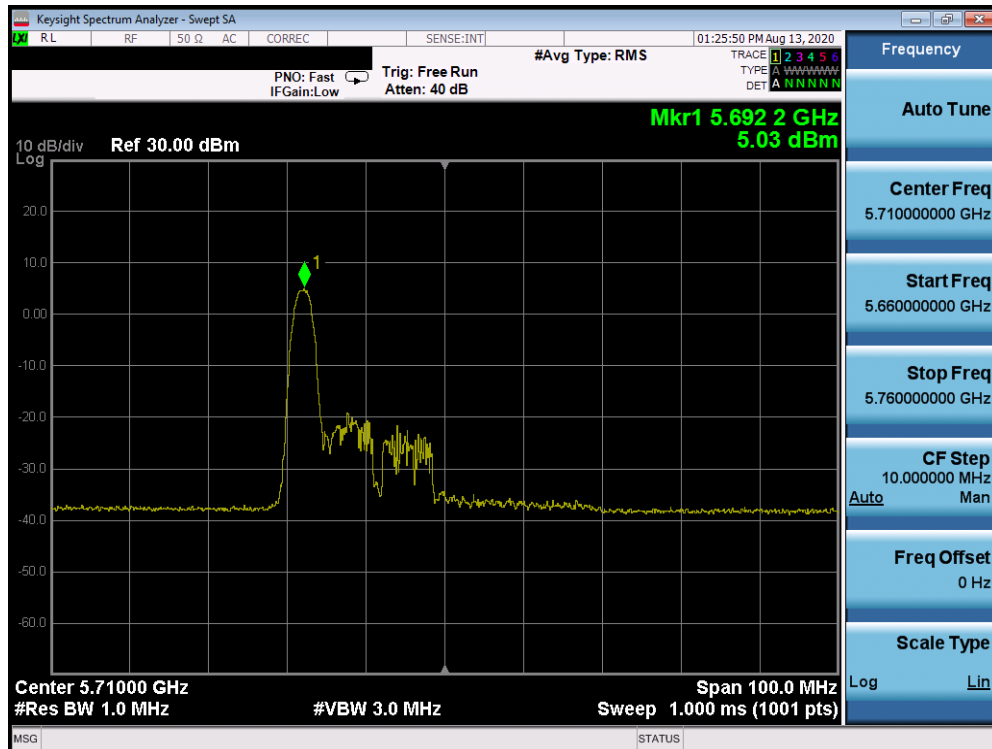 Keysight Spectrum Analyzer - Swept SA
LXI RL RF 50 Ω AC CORREC SENSE:INT 01:25:50 PM Aug 13, 2020
#Avg Type: RMS
TRACE 1 2 3 4 5 6
TYPE A WWWWW
DET A N N N N N
PNO: Fast
IFGain:Low
Trig: Free Run
Atten: 40 dB
Mkr1 5.692 2 GHz
5.03 dBm
10 dB/div Ref 30.00 dBm
Log
20.0
10.0
0.00
-10.0
-20.0
-30.0
-40.0
-50.0
-60.0
1
Center 5.71000 GHz
Span 100.0 MHz
#Res BW 1.0 MHz
#VBW 3.0 MHz
Sweep 1.000 ms (1001 pts)
MSG
STATUS
Frequency
Auto Tune
Center Freq
5.710000000 GHz
Start Freq
5.660000000 GHz
Stop Freq
5.760000000 GHz
CF Step
10.000000 MHz
Auto Man
Freq Offset
0 Hz
Scale Type
Log Lin